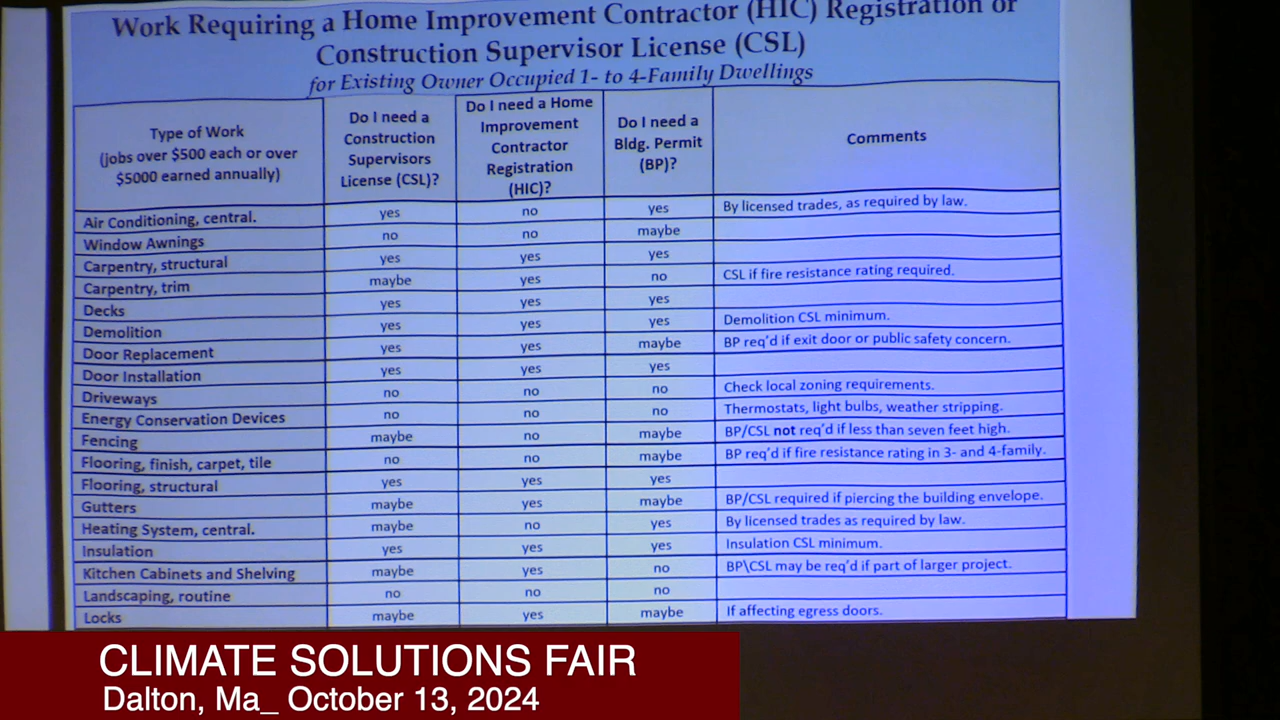 Work Requiring a Home Improvement Contractor (HIC) Registration or
Construction Supervisor License (CSL)
for Existing Owner Occupied 1- to 4-Family Dwellings
Type of Work
(jobs over $500 each or over
$5000 earned annually)
Do I need a
Construction
Supervisors
License (CSL)?
Do I need a Home
Improvement
Contractor
Registration
(HIC)?
Do I need a
Bldg. Permit
(BP)?
Comments
Air Conditioning, central. yes no yes By licensed trades, as required by law.
Window Awnings no no maybe
Carpentry, structural yes yes yes
Carpentry, trim maybe yes no CSL if fire resistance rating required.
Decks yes yes yes
Demolition yes yes yes Demolition CSL minimum.
Door Replacement yes yes maybe BP req'd if exit door or public safety concern.
Door Installation yes yes yes
Driveways no no no Check local zoning requirements.
Energy Conservation Devices no no no Thermostats, light bulbs, weather stripping.
Fencing maybe no maybe BP/CSL not req'd if less than seven feet high.
Flooring, finish, carpet, tile no no maybe BP req'd if fire resistance rating in 3- and 4-family.
Flooring, structural yes yes yes
Gutters maybe yes maybe BP/CSL required if piercing the building envelope.
Heating System, central. maybe no yes By licensed trades as required by law.
Insulation yes yes yes Insulation CSL minimum.
Kitchen Cabinets and Shelving maybe yes no BP\CSL may be req'd if part of larger project.
Landscaping, routine no no no
Locks maybe yes maybe If affecting egress doors.
CLIMATE SOLUTIONS FAIR
Dalton, Ma_ October 13, 2024